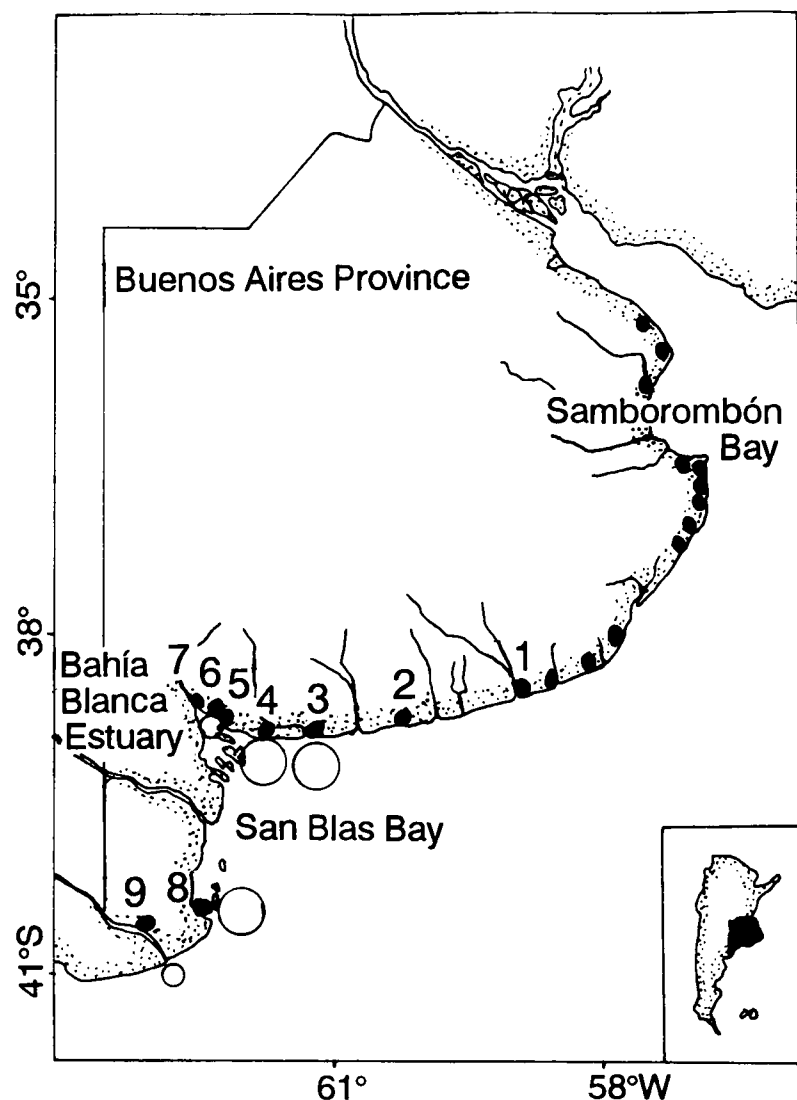 Buenos Aires Province
35°
Samborombón
Bay
38°
1
2
3
4
5
6
7
Bahía
Blanca
Estuary
San Blas Bay
8
9
41°S
61°
58°W